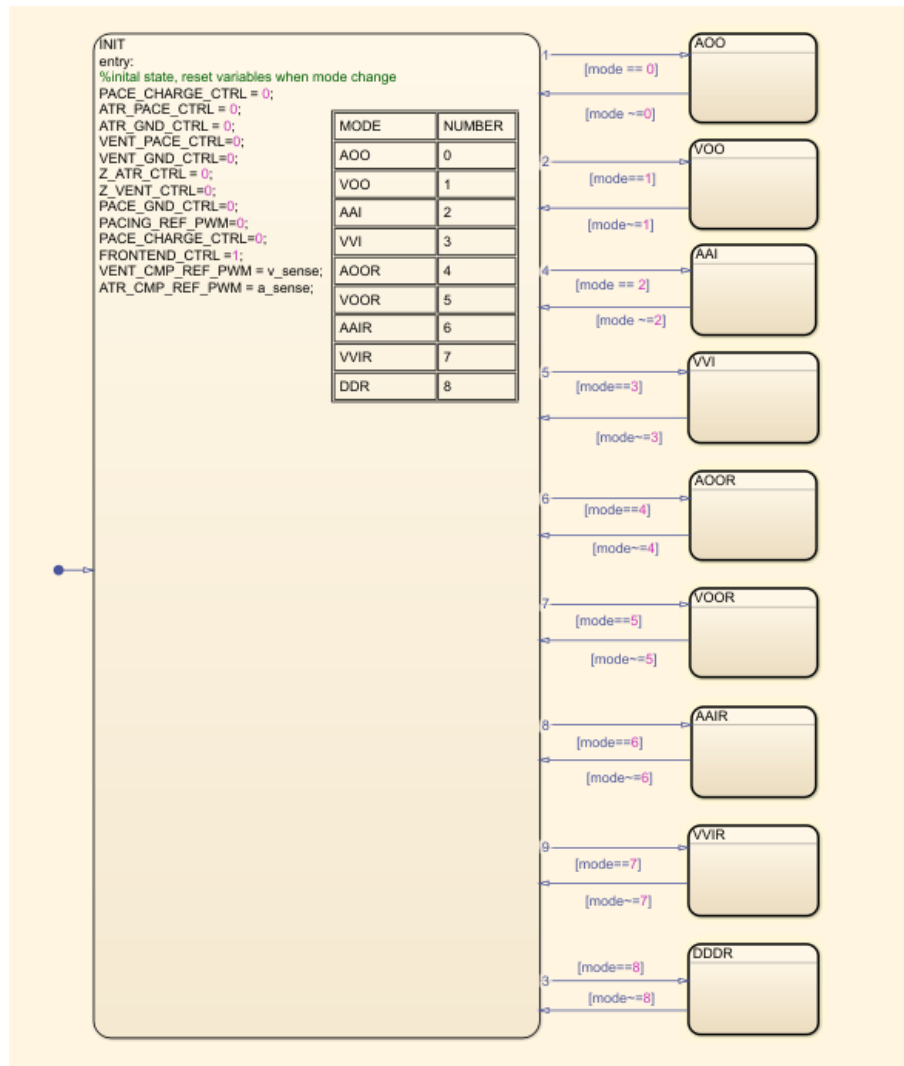 INIT
entry:
%inital state, reset variables when mode change
PACE_CHARGE_CTRL = 0;
ATR_PACE_CTRL = 0;
ATR_GND_CTRL = 0;
VENT_PACE_CTRL=0;
VENT_GND_CTRL=0;
Z_ATR_CTRL = 0;
Z_VENT_CTRL=0;
PACE_GND_CTRL=0;
PACING_REF_PWM=0;
PACE_CHARGE_CTRL=0;
FRONTEND_CTRL =1;
VENT_CMP_REF_PWM = v_sense;
ATR_CMP_REF_PWM = a_sense;
MODE NUMBER
AOO 0
VOO 1
AAI 2
VVI 3
AOOR 4
VOOR 5
AAIR 6
VVIR 7
DDR 8
1
[mode == 0]
[mode ~=0]
AOO
2
[mode==1]
[mode~=1]
VOO
4
[mode == 2]
[mode ~=2]
AAI
5
[mode==3]
[mode~=3]
VVI
6
[mode==4]
[mode~=4]
AOOR
7
[mode==5]
[mode~=5]
VOOR
8
[mode==6]
[mode~=6]
AAIR
9
[mode==7]
[mode~=7]
VVIR
3
[mode==8]
[mode~=8]
DDDR